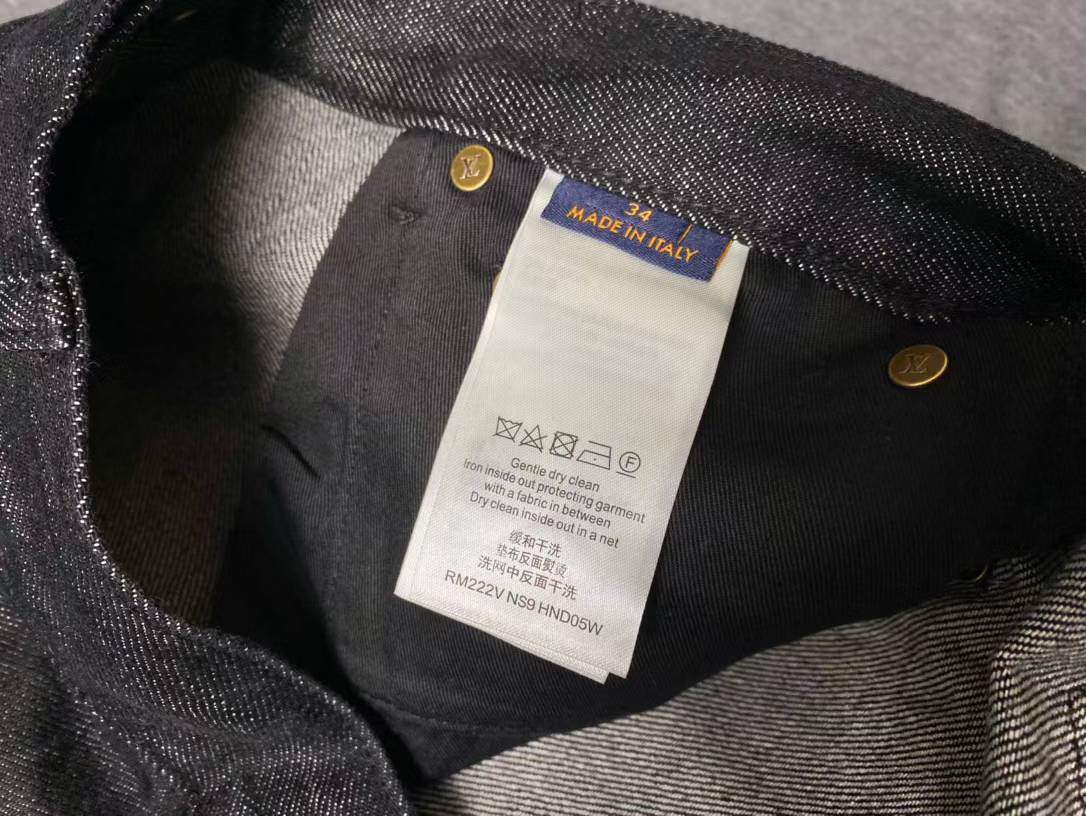 34
MADE IN ITALY
F
Gentle dry clean
Iron inside out protecting garment
with a fabric in between
Dry clean inside out in a net
缓和干洗
垫布反面熨烫
洗网中反面干洗
RM222V NS9 HND05W
LV
LV